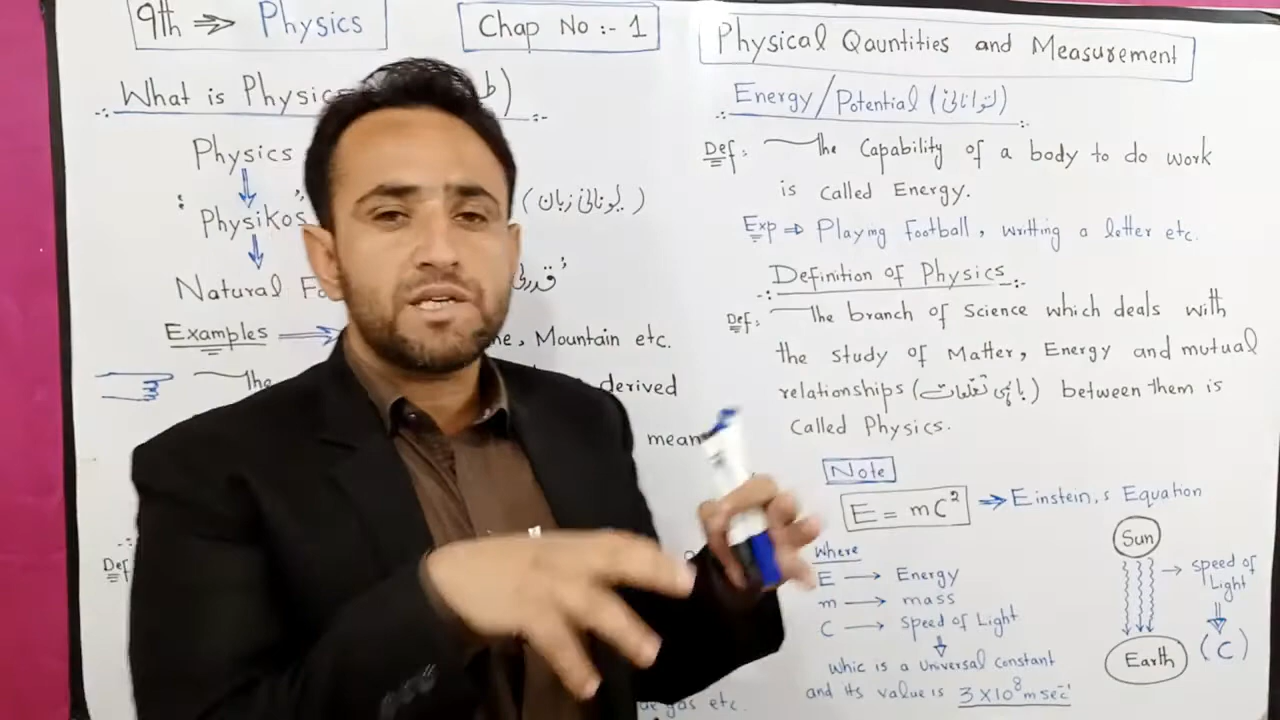 9th ⇒ Physics
Chap No :- 1
What is Physic
Physics
Physikos
(یونانی زبان)
Natural
Examples
Mountain etc.
The
derived
mean
Def
gas etc.
Physical Qauntities and Measurement
Energy/Potential (توانائی)
Def: The Capability of a body to do work
is called Energy.
Exp ⇒ Playing Football, writting a letter etc.
Definition of Physics
Def: The branch of Science which deals with
the study of Matter, Energy and mutual
relationships (باہمی تعلقات) between them is
Called Physics.
Note
E = mC² ⇒ Einstein,s Equation
Where
E → Energy
m → mass
C → Speed of Light
whic is a universal constant
and its value is 3×10⁸ m sec⁻¹
Sun
→ speed of
Light
Earth
(C)